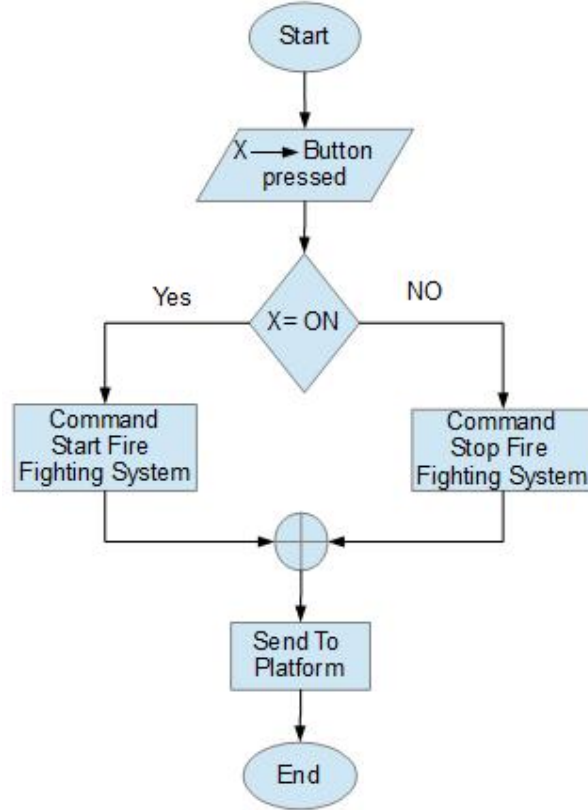 Start
X → Button
pressed
Yes
NO
X= ON
Command
Start Fire
Fighting System
Command
Stop Fire
Fighting System
Send To
Platform
End